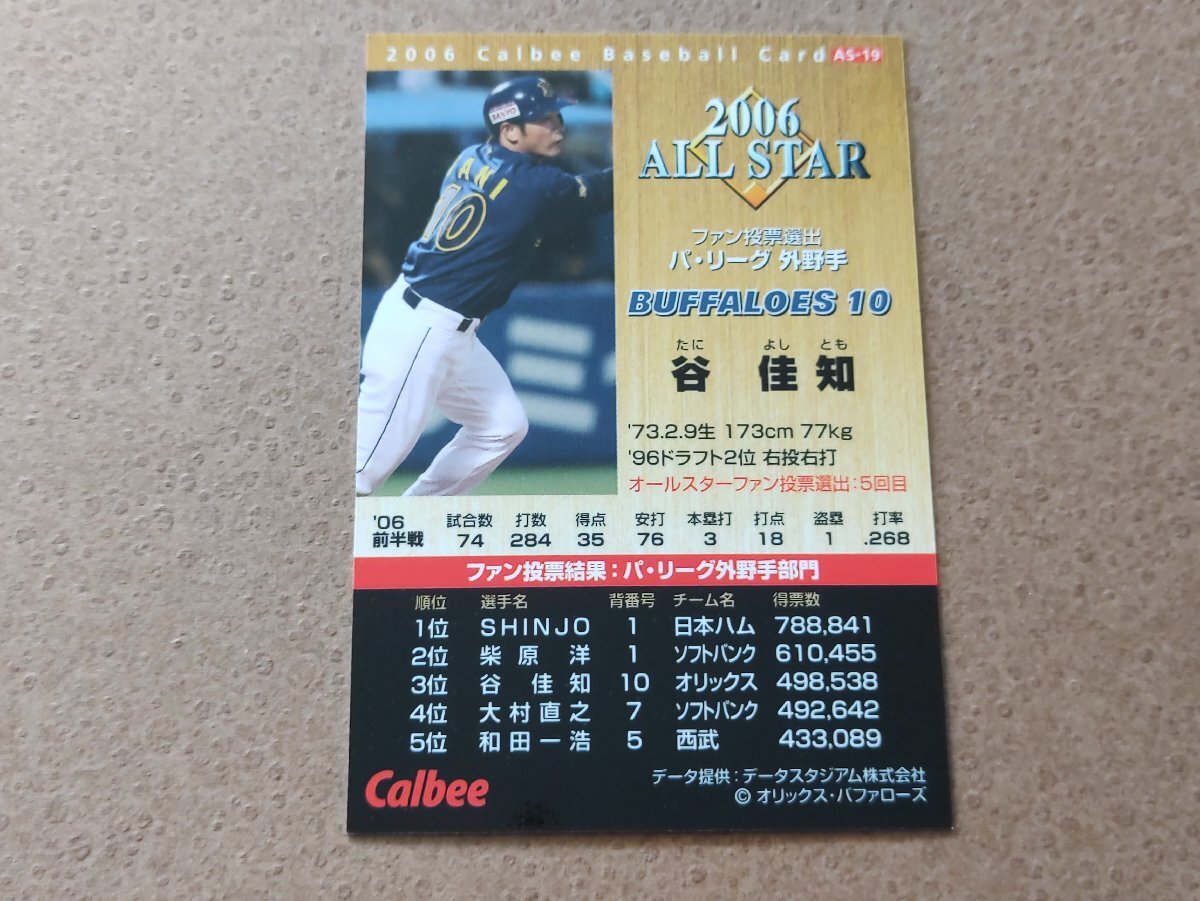 2006 Calbee Baseball Card AS-19
TANI
10
2006
ALL STAR
ファン投票選出
パ・リーグ 外野手
BUFFALOES 10
たに よし とも
谷 佳 知
'73.2.9生 173cm 77kg
'96ドラフト2位 右投右打
オールスターファン投票選出:5回目
'06 前半戦
試合数 打数 得点 安打 本塁打 打点 盗塁 打率
74 284 35 76 3 18 1 .268
ファン投票結果:パ・リーグ外野手部門
順位 選手名 背番号 チーム名 得票数
1位 SHINJO 1 日本ハム 788,841
2位 柴原 洋 1 ソフトバンク 610,455
3位 谷 佳知 10 オリックス 498,538
4位 大村直之 7 ソフトバンク 492,642
5位 和田一浩 5 西武 433,089
Calbee
データ提供:データスタジアム株式会社
© オリックス・バファローズ